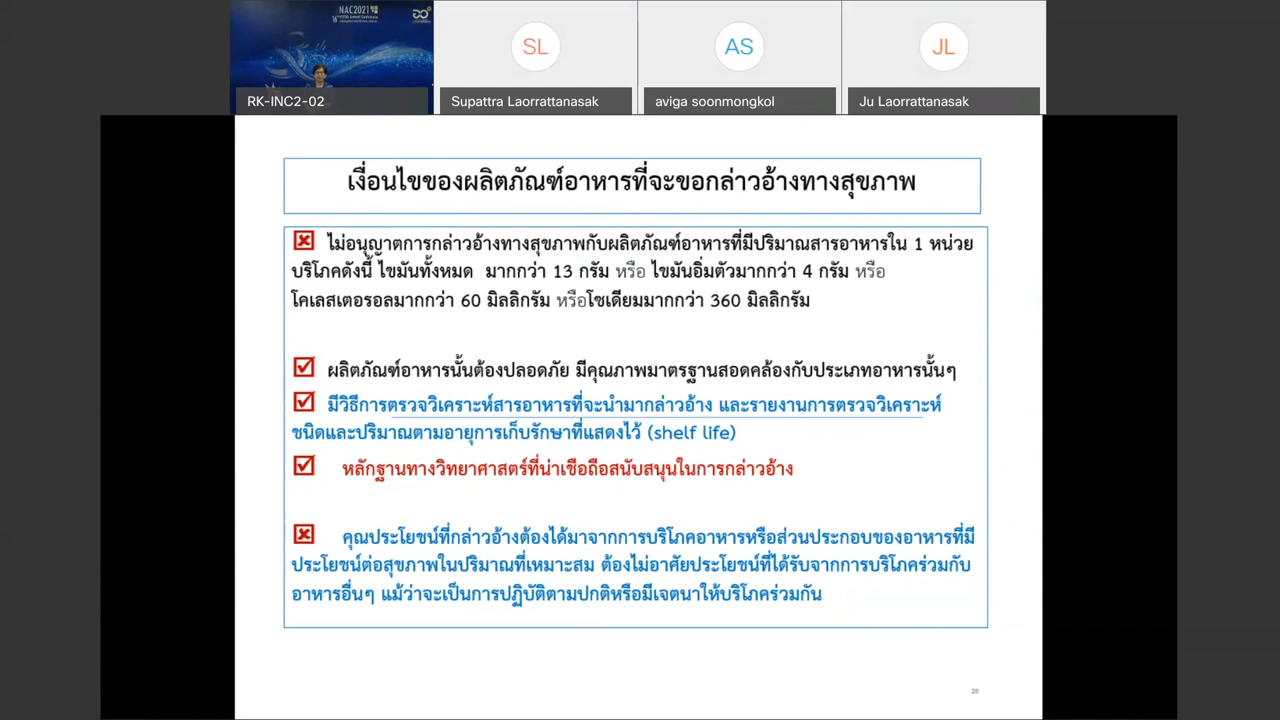 NAC2021
RK-INC2-02
SL
Supattra Laorrattanasak
AS
aviga soonmongkol
JL
Ju Laorrattanasak
เงื่อนไขของผลิตภัณฑ์อาหารที่จะขอกล่าวอ้างทางสุขภาพ
ไม่อนุญาตการกล่าวอ้างทางสุขภาพกับผลิตภัณฑ์อาหารที่มีปริมาณสารอาหารใน 1 หน่วย
บริโภคดังนี้ ไขมันทั้งหมด มากกว่า 13 กรัม หรือ ไขมันอิ่มตัวมากกว่า 4 กรัม หรือ
โคเลสเตอรอลมากกว่า 60 มิลลิกรัม หรือโซเดียมมากกว่า 360 มิลลิกรัม
ผลิตภัณฑ์อาหารนั้นต้องปลอดภัย มีคุณภาพมาตรฐานสอดคล้องกับประเภทอาหารนั้นๆ
มีวิธีการตรวจวิเคราะห์สารอาหารที่จะนำมากล่าวอ้าง และรายงานการตรวจวิเคราะห์
ชนิดและปริมาณตามอายุการเก็บรักษาที่แสดงไว้ (shelf life)
หลักฐานทางวิทยาศาสตร์ที่น่าเชือถือสนับสนุนในการกล่าวอ้าง
คุณประโยชน์ที่กล่าวอ้างต้องได้มาจากการบริโภคอาหารหรือส่วนประกอบของอาหารที่มี
ประโยชน์ต่อสุขภาพในปริมาณที่เหมาะสม ต้องไม่อาศัยประโยชน์ที่ได้รับจากการบริโภคร่วมกับ
อาหารอื่นๆ แม้ว่าจะเป็นการปฏิบัติตามปกติหรือมีเจตนาให้บริโภคร่วมกัน
28